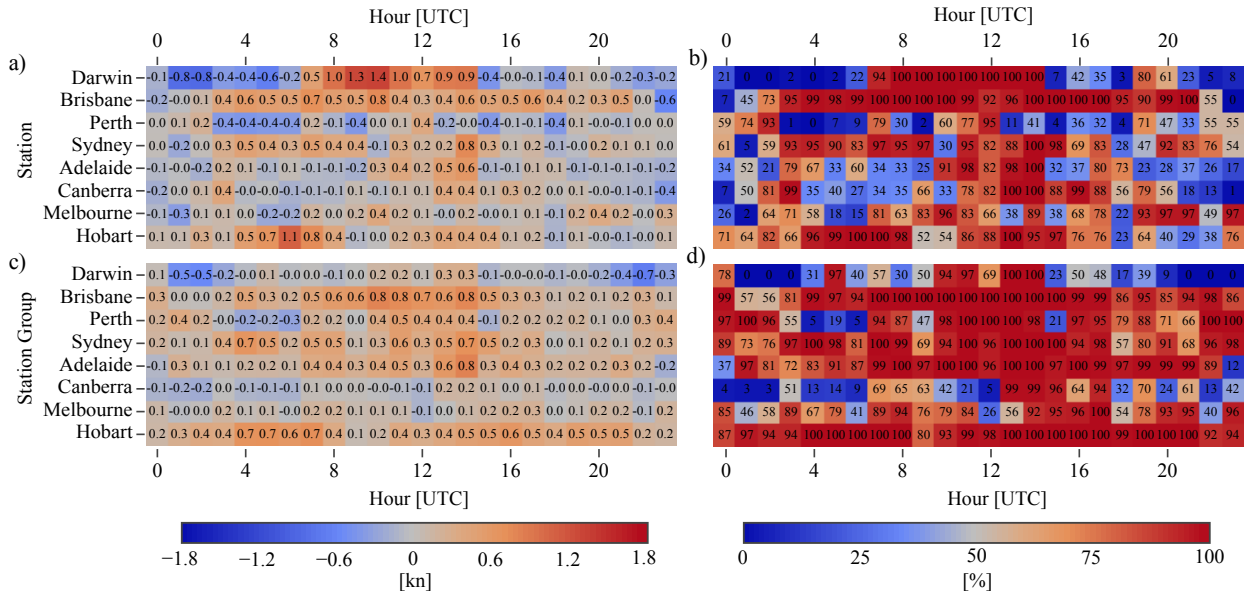 Hour [UTC] Hour [UTC]
0 4 8 12 16 20 0 4 8 12 16 20
a) b)
Darwin -0.1 -0.8 -0.8 -0.4 -0.4 -0.6 -0.2 0.5 1.0 1.3 1.4 1.0 0.7 0.9 0.9 -0.4 -0.0 -0.1 -0.4 0.1 0.0 -0.2 -0.3 -0.2 21 0 0 2 0 2 22 94 100 100 100 100 100 100 100 7 42 35 3 80 61 23 5 8
Brisbane -0.2 -0.0 0.1 0.4 0.6 0.5 0.5 0.7 0.5 0.5 0.8 0.4 0.3 0.4 0.6 0.5 0.5 0.6 0.4 0.2 0.3 0.5 0.0 -0.6 7 45 73 95 99 98 99 100 100 100 100 99 92 96 100 100 100 100 95 90 99 100 55 0
Perth 0.0 0.1 0.2 -0.4 -0.4 -0.4 -0.4 0.2 -0.1 -0.4 0.0 0.1 0.4 -0.2 -0.1 -0.4 -0.1 -0.1 -0.4 -0.1 0.0 -0.1 0.0 0.0 59 74 93 1 0 7 9 79 30 2 60 77 95 11 41 4 36 32 4 71 47 33 55 55
Sydney 0.0 -0.2 0.0 0.3 0.5 0.4 0.3 0.5 0.4 0.4 -0.1 0.3 0.2 0.2 0.8 0.3 0.1 0.2 -0.1 -0.0 0.2 0.1 0.1 0.0 61 5 59 93 95 90 83 97 95 97 30 95 82 88 100 96 69 83 28 47 92 83 76 54
Adelaide -0.1 -0.0 -0.2 0.2 0.1 -0.1 0.1 -0.1 -0.1 -0.2 0.3 0.4 0.2 0.5 0.6 -0.1 -0.1 0.2 0.1 -0.1 -0.1 -0.1 -0.1 -0.2 34 52 21 79 67 33 60 34 33 25 91 98 82 100 100 32 37 80 73 23 28 37 26 17
Canberra -0.2 0.0 0.1 0.4 -0.0 -0.0 -0.1 -0.1 -0.1 0.1 -0.1 0.1 0.1 0.4 0.4 0.1 0.3 0.2 0.0 0.1 0.0 -0.1 -0.1 -0.4 7 50 81 99 35 40 27 34 35 66 33 78 82 100 100 88 99 88 56 79 56 18 13 1
Melbourne -0.1 -0.3 0.1 0.1 0.0 -0.2 -0.2 0.2 0.0 0.2 0.4 0.2 0.1 -0.0 0.2 -0.0 0.1 0.1 -0.1 0.2 0.4 0.2 -0.0 0.3 26 2 64 71 58 18 15 81 63 83 96 83 66 38 89 38 68 78 22 93 97 97 49 97
Hobart 0.1 0.1 0.3 0.1 0.5 0.7 1.1 0.8 0.4 -0.1 0.0 0.2 0.3 0.4 0.4 0.4 0.1 0.2 -0.1 0.1 -0.0 -0.1 -0.0 0.1 71 64 82 66 96 99 100 100 98 52 54 86 88 100 95 97 76 76 23 64 40 29 38 76
Station
c) d)
Darwin 0.1 -0.5 -0.5 -0.2 -0.0 0.1 -0.0 0.0 -0.1 0.0 0.2 0.2 0.1 0.3 0.3 -0.1 0.0 -0.0 -0.1 -0.0 -0.2 -0.4 -0.7 -0.3 78 0 0 0 31 97 40 57 30 50 94 97 69 100 100 23 50 48 17 39 9 0 0 0
Brisbane 0.3 0.0 0.0 0.2 0.5 0.3 0.2 0.5 0.6 0.6 0.8 0.8 0.7 0.6 0.8 0.5 0.3 0.3 0.1 0.2 0.1 0.2 0.3 0.1 99 57 56 81 99 97 94 100 100 100 100 100 100 100 100 100 99 99 86 95 85 94 98 86
Perth 0.2 0.4 0.2 0.0 -0.2 -0.2 -0.3 0.2 0.2 0.0 0.4 0.5 0.4 0.4 0.4 -0.1 0.2 0.2 0.1 0.2 0.1 0.0 0.3 0.4 97 100 96 55 5 19 5 94 87 47 98 100 100 100 98 21 97 95 79 88 71 66 100 100
Sydney 0.2 0.1 0.1 0.4 0.7 0.5 0.2 0.5 0.5 0.1 0.3 0.6 0.3 0.5 0.7 0.5 0.1 0.2 0.0 0.1 0.2 0.1 0.3 0.2 89 73 76 97 100 98 81 99 99 69 94 100 96 100 100 100 94 98 57 80 91 68 96 98
Adelaide -0.1 0.3 0.1 0.1 0.2 0.2 0.1 0.4 0.4 0.3 0.4 0.5 0.3 0.6 0.8 0.3 0.4 0.3 0.2 0.2 0.2 0.3 0.2 -0.2 37 97 81 72 83 91 87 100 100 96 100 100 97 100 100 97 99 97 91 87 99 99 89 12
Canberra -0.1 -0.2 -0.2 0.0 -0.1 -0.1 -0.1 0.1 0.0 0.0 -0.0 -0.1 -0.1 0.2 0.2 0.1 0.0 0.1 -0.0 0.0 -0.0 0.0 -0.1 0.0 4 3 3 51 13 14 9 69 65 63 42 21 5 99 99 96 64 94 32 70 24 61 13 42
Melbourne 0.1 -0.0 0.0 0.2 0.1 0.1 -0.0 0.2 0.2 0.1 0.1 0.1 -0.1 0.0 0.1 0.2 0.2 0.3 0.0 0.1 0.2 0.2 -0.1 0.2 85 46 58 89 67 79 41 89 94 76 79 84 26 56 92 95 96 100 54 78 93 95 40 96
Hobart 0.2 0.3 0.4 0.4 0.7 0.7 0.6 0.7 0.4 0.1 0.2 0.4 0.3 0.4 0.5 0.5 0.6 0.5 0.4 0.5 0.5 0.5 0.2 0.2 87 97 94 94 100 100 100 100 100 80 93 99 98 100 100 100 100 100 99 100 100 100 92 94
Station Group
0 4 8 12 16 20 0 4 8 12 16 20
Hour [UTC] Hour [UTC]
−1.8 −1.2 −0.6 0 0.6 1.2 1.8 0 25 50 75 100
[kn] [%]